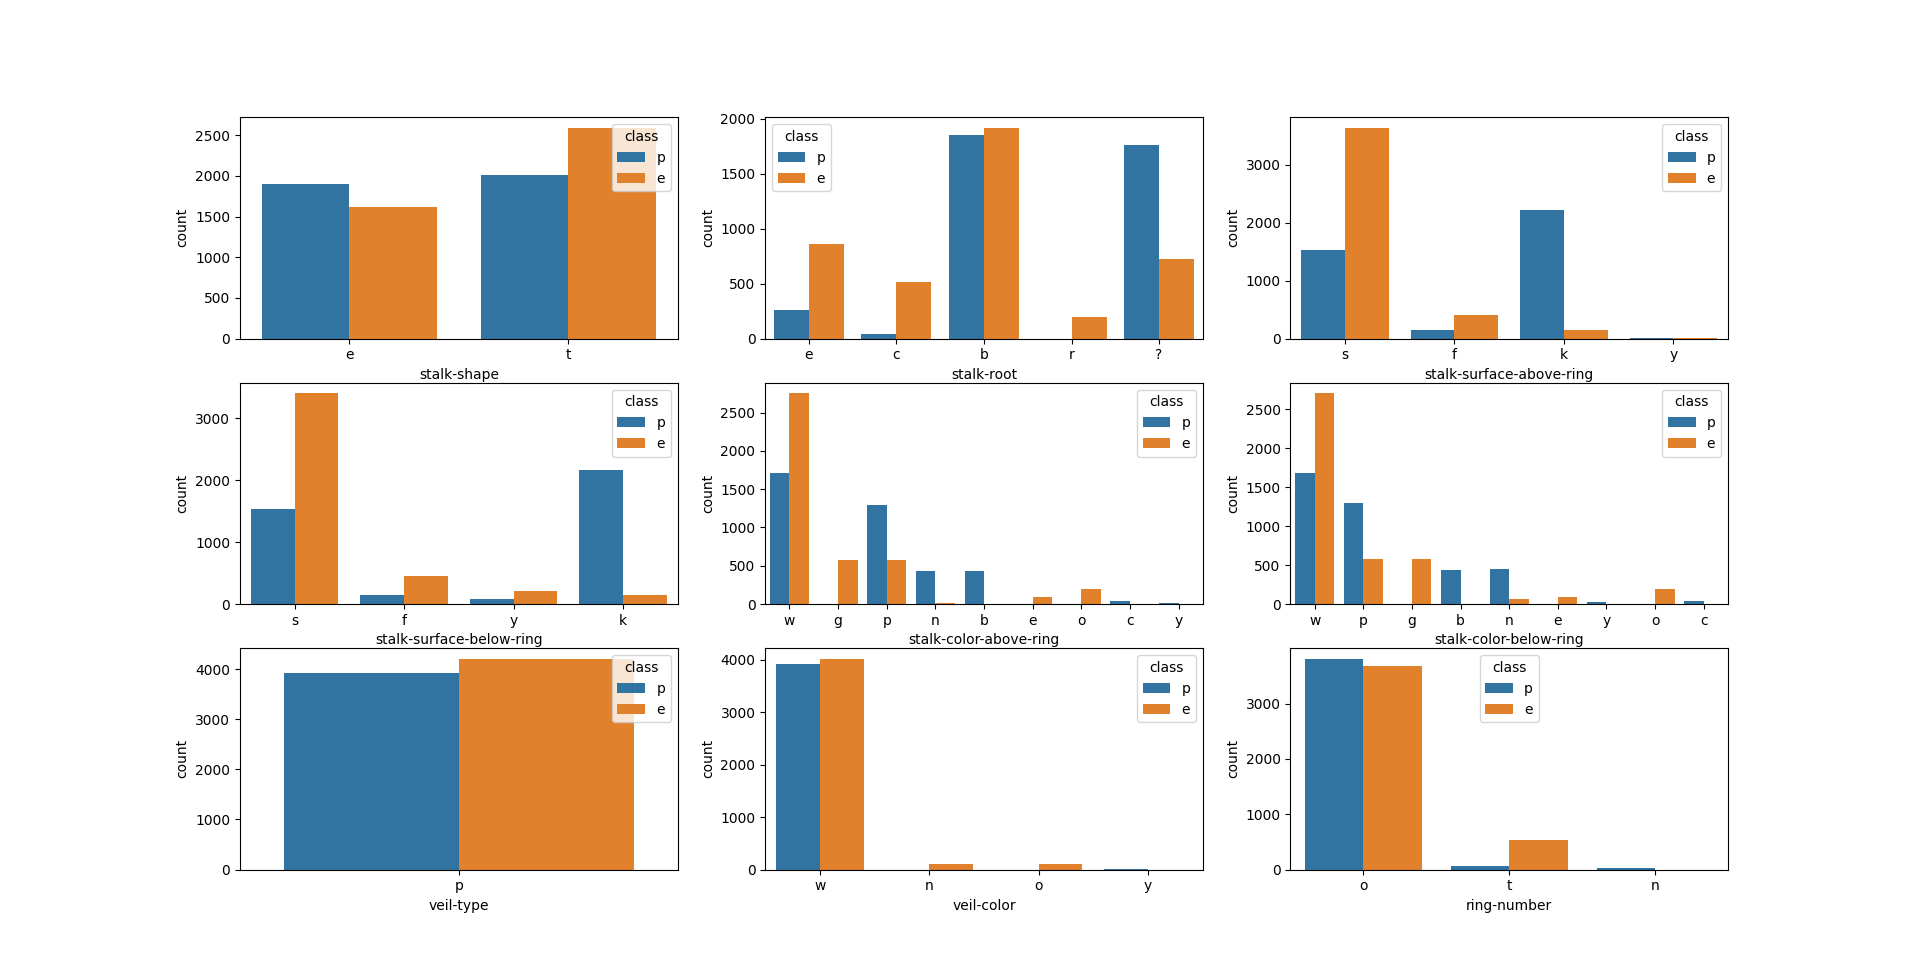 2500
2000
1500
1000
500
0
count
class
p
e
e t
stalk-shape
2000
1500
1000
500
0
count
class
p
e
e c b r ?
stalk-root
3000
2000
1000
0
count
class
p
e
s f k y
stalk-surface-above-ring
3000
2000
1000
0
count
class
p
e
s f y k
stalk-surface-below-ring
2500
2000
1500
1000
500
0
count
class
p
e
w g p n b e o c y
stalk-color-above-ring
2500
2000
1500
1000
500
0
count
class
p
e
w p g b n e y o c
stalk-color-below-ring
4000
3000
2000
1000
0
count
class
p
e
p
veil-type
4000
3000
2000
1000
0
count
class
p
e
w n o y
veil-color
3000
2000
1000
0
count
class
p
e
o t n
ring-number